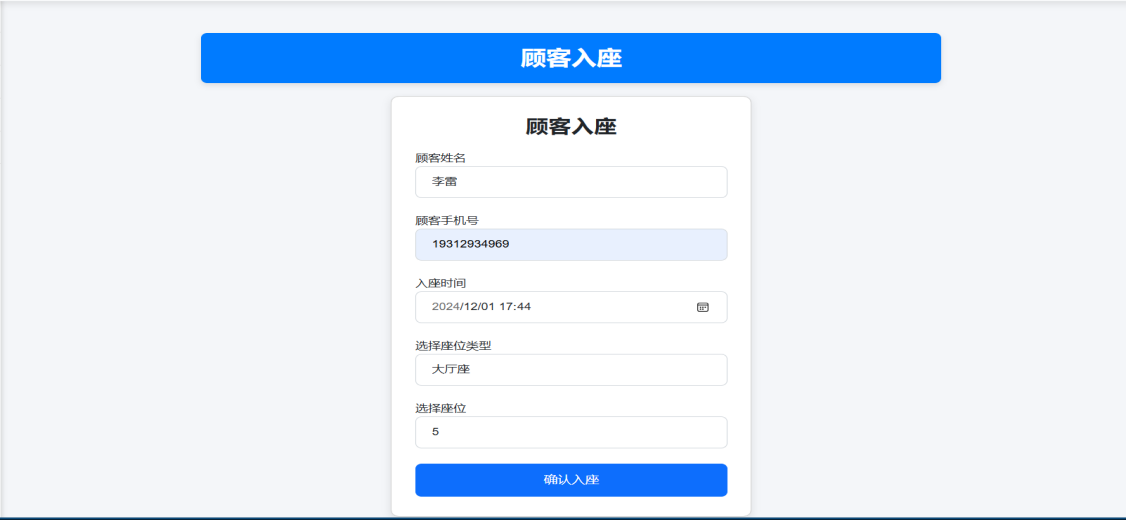 顾客入座
顾客入座
顾客姓名
李雷
顾客手机号
19312934969
入座时间
2024/12/01 17:44
选择座位类型
大厅座
选择座位
5
确认入座